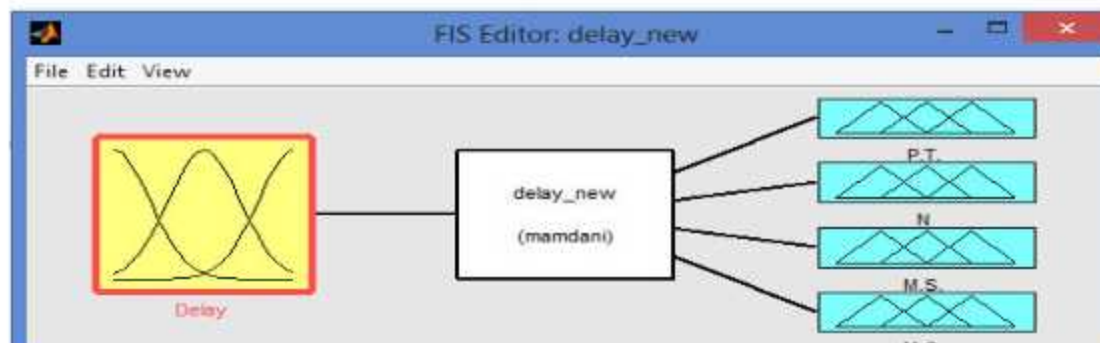 FIS Editor: delay_new
File Edit View
P.T.
delay_new
N
(mamdani)
M.S.
Delay